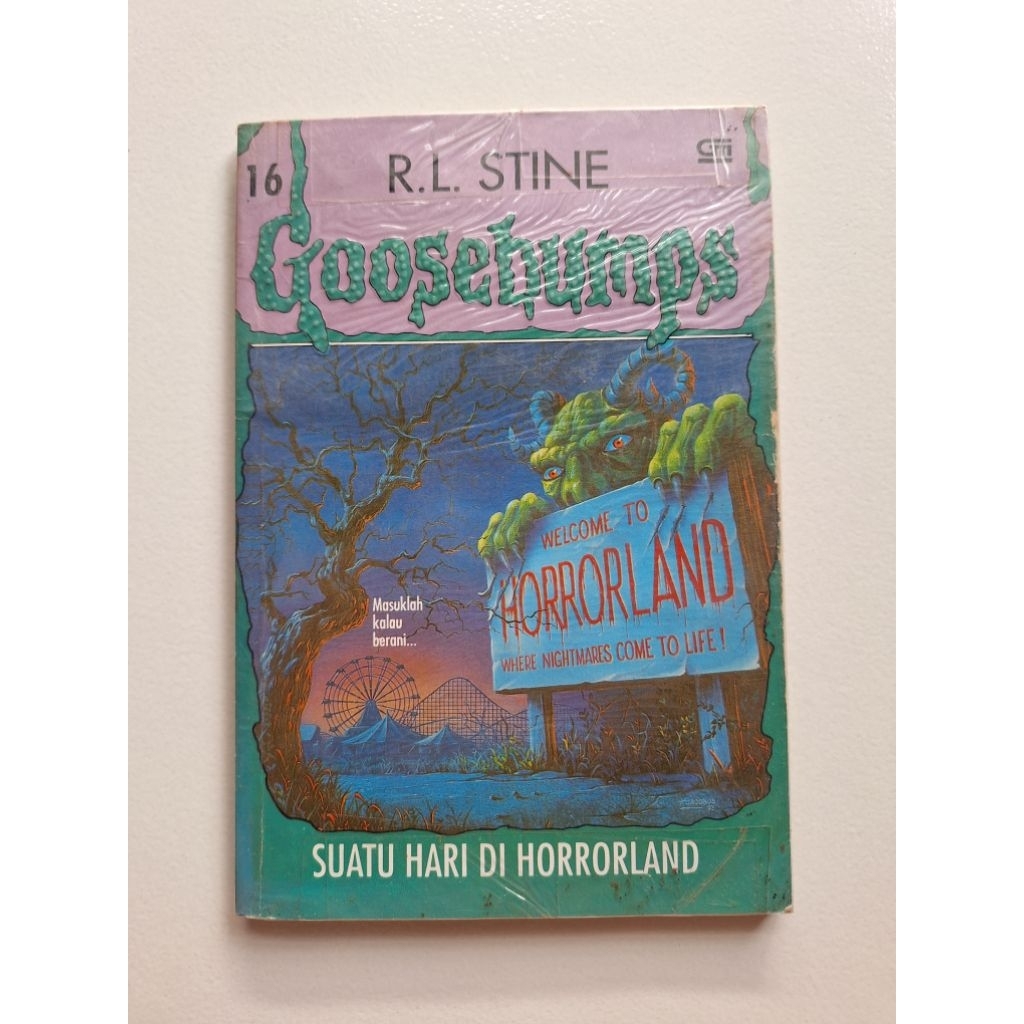 16
R.L. STINE
Goosebumps
WELCOME TO
HORRORLAND
WHERE NIGHTMARES COME TO LIFE!
Masuklah
kalau
berani...
SUATU HARI DI HORRORLAND